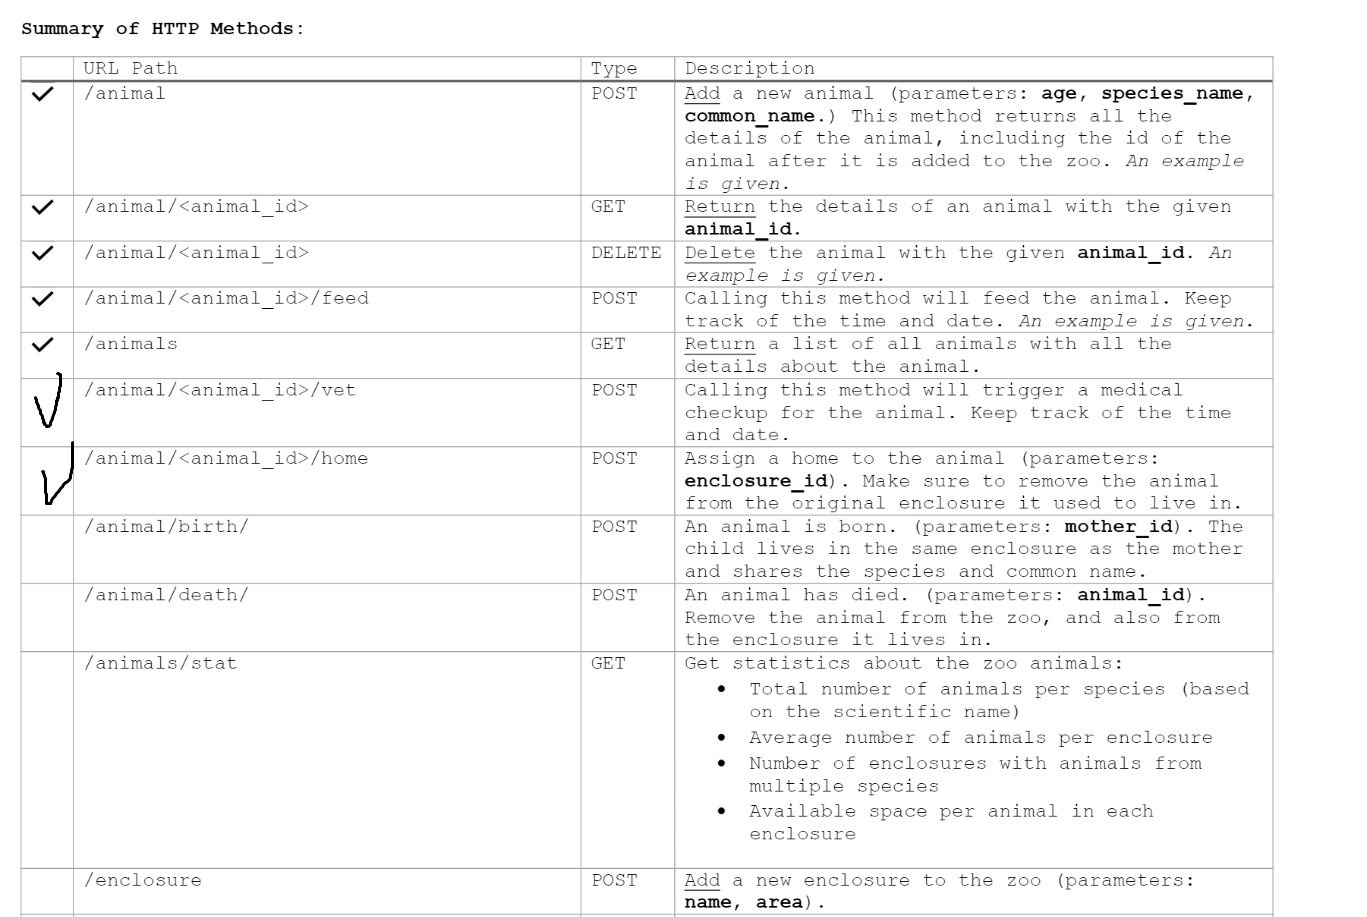 Summary of HTTP Methods:
URL Path Type Description
/animal POST Add a new animal (parameters: age, species_name,
common_name.) This method returns all the
details of the animal, including the id of the
animal after it is added to the zoo. An example
is given.
/animal/<animal_id> GET Return the details of an animal with the given
animal_id.
/animal/<animal_id> DELETE Delete the animal with the given animal_id. An
example is given.
/animal/<animal_id>/feed POST Calling this method will feed the animal. Keep
track of the time and date. An example is given.
/animals GET Return a list of all animals with all the
details about the animal.
/animal/<animal_id>/vet POST Calling this method will trigger a medical
checkup for the animal. Keep track of the time
and date.
/animal/<animal_id>/home POST Assign a home to the animal (parameters:
enclosure_id). Make sure to remove the animal
from the original enclosure it used to live in.
/animal/birth/ POST An animal is born. (parameters: mother_id). The
child lives in the same enclosure as the mother
and shares the species and common name.
/animal/death/ POST An animal has died. (parameters: animal_id).
Remove the animal from the zoo, and also from
the enclosure it lives in.
/animals/stat GET Get statistics about the zoo animals:
• Total number of animals per species (based
on the scientific name)
• Average number of animals per enclosure
• Number of enclosures with animals from
multiple species
• Available space per animal in each
enclosure
/enclosure POST Add a new enclosure to the zoo (parameters:
name, area).